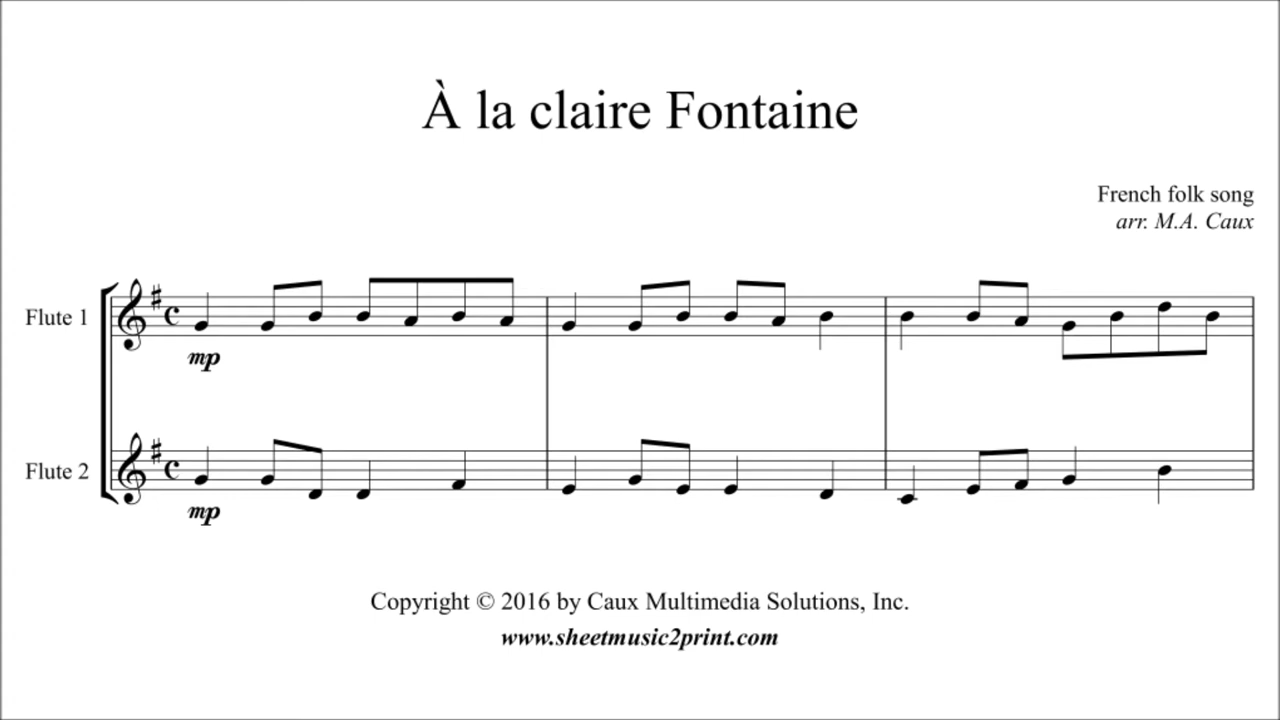 À la claire Fontaine
French folk song
arr. M.A. Caux
Flute 1
mp
Flute 2
mp
Copyright © 2016 by Caux Multimedia Solutions, Inc.
www.sheetmusic2print.com